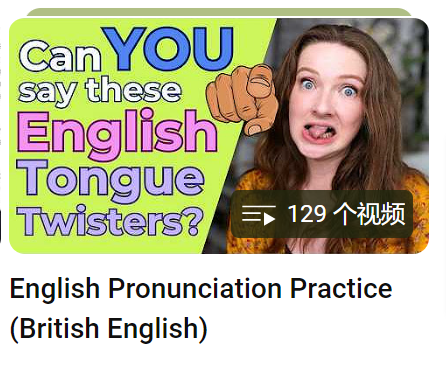 Can YOU
say these
English
Tongue
Twisters?
129 个视频
English Pronunciation Practice
(British English)